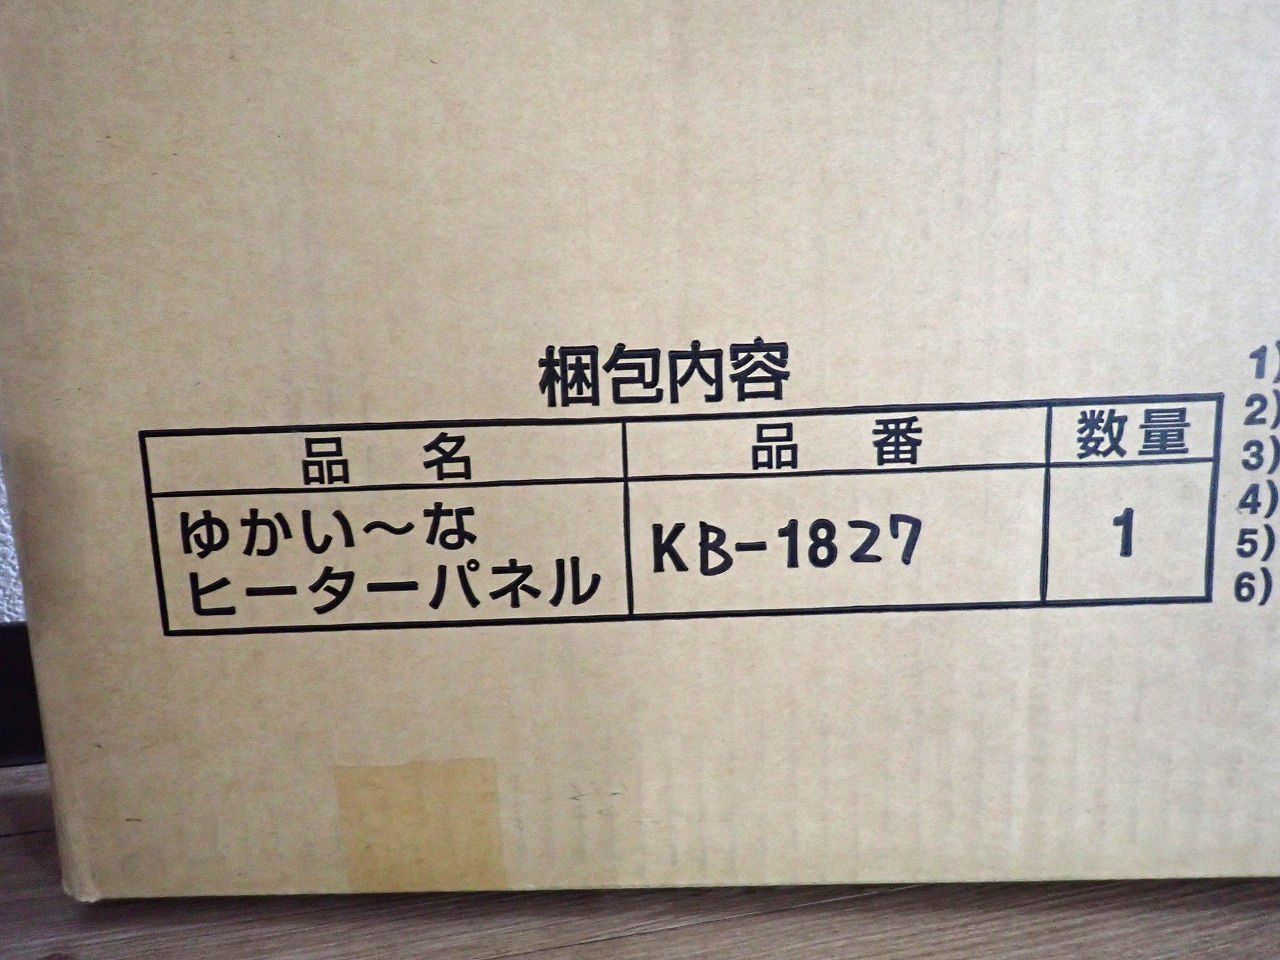 梱包内容
品名 品番 数量
ゆかい〜な
ヒーターパネル KB-1827 1
1)
2)
3)
4)
5)
6)